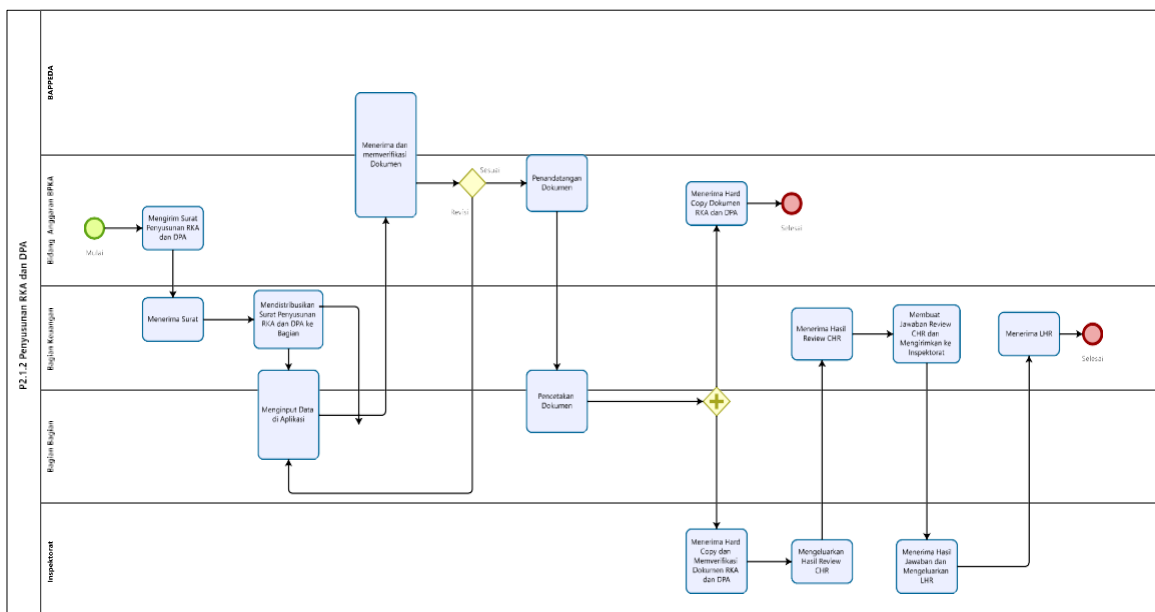 P2.1.2 Penyusunan RKA dan DPA
BAPPEDA
Menerima dan
memverifikasi
Dokumen
Bidang Anggaran BPKA
Mulai
Mengirim Surat
Penyusunan RKA
dan DPA
Sesuai
Revisi
Penandatangan
Dokumen
Menerima Hard
Copy Dokumen
RKA dan DPA
Selesai
Bagian Keuangan
Menerima Surat
Mendistribusikan
Surat Penyusunan
RKA dan DPA ke
Bagian
Menerima Hasil
Review CHR
Membuat
Jawaban Review
CHR dan
Mengirimkan ke
Inspektorat
Menerima LHR
Selesai
Bagian Bagian
Menginput Data
di Aplikasi
Pencetakan
Dokumen
Inspektorat
Menerima Hard
Copy dan
Memverifikasi
Dokumen RKA
dan DPA
Mengeluarkan
Hasil Review
CHR
Menerima Hasil
Jawaban dan
Mengeluarkan
LHR